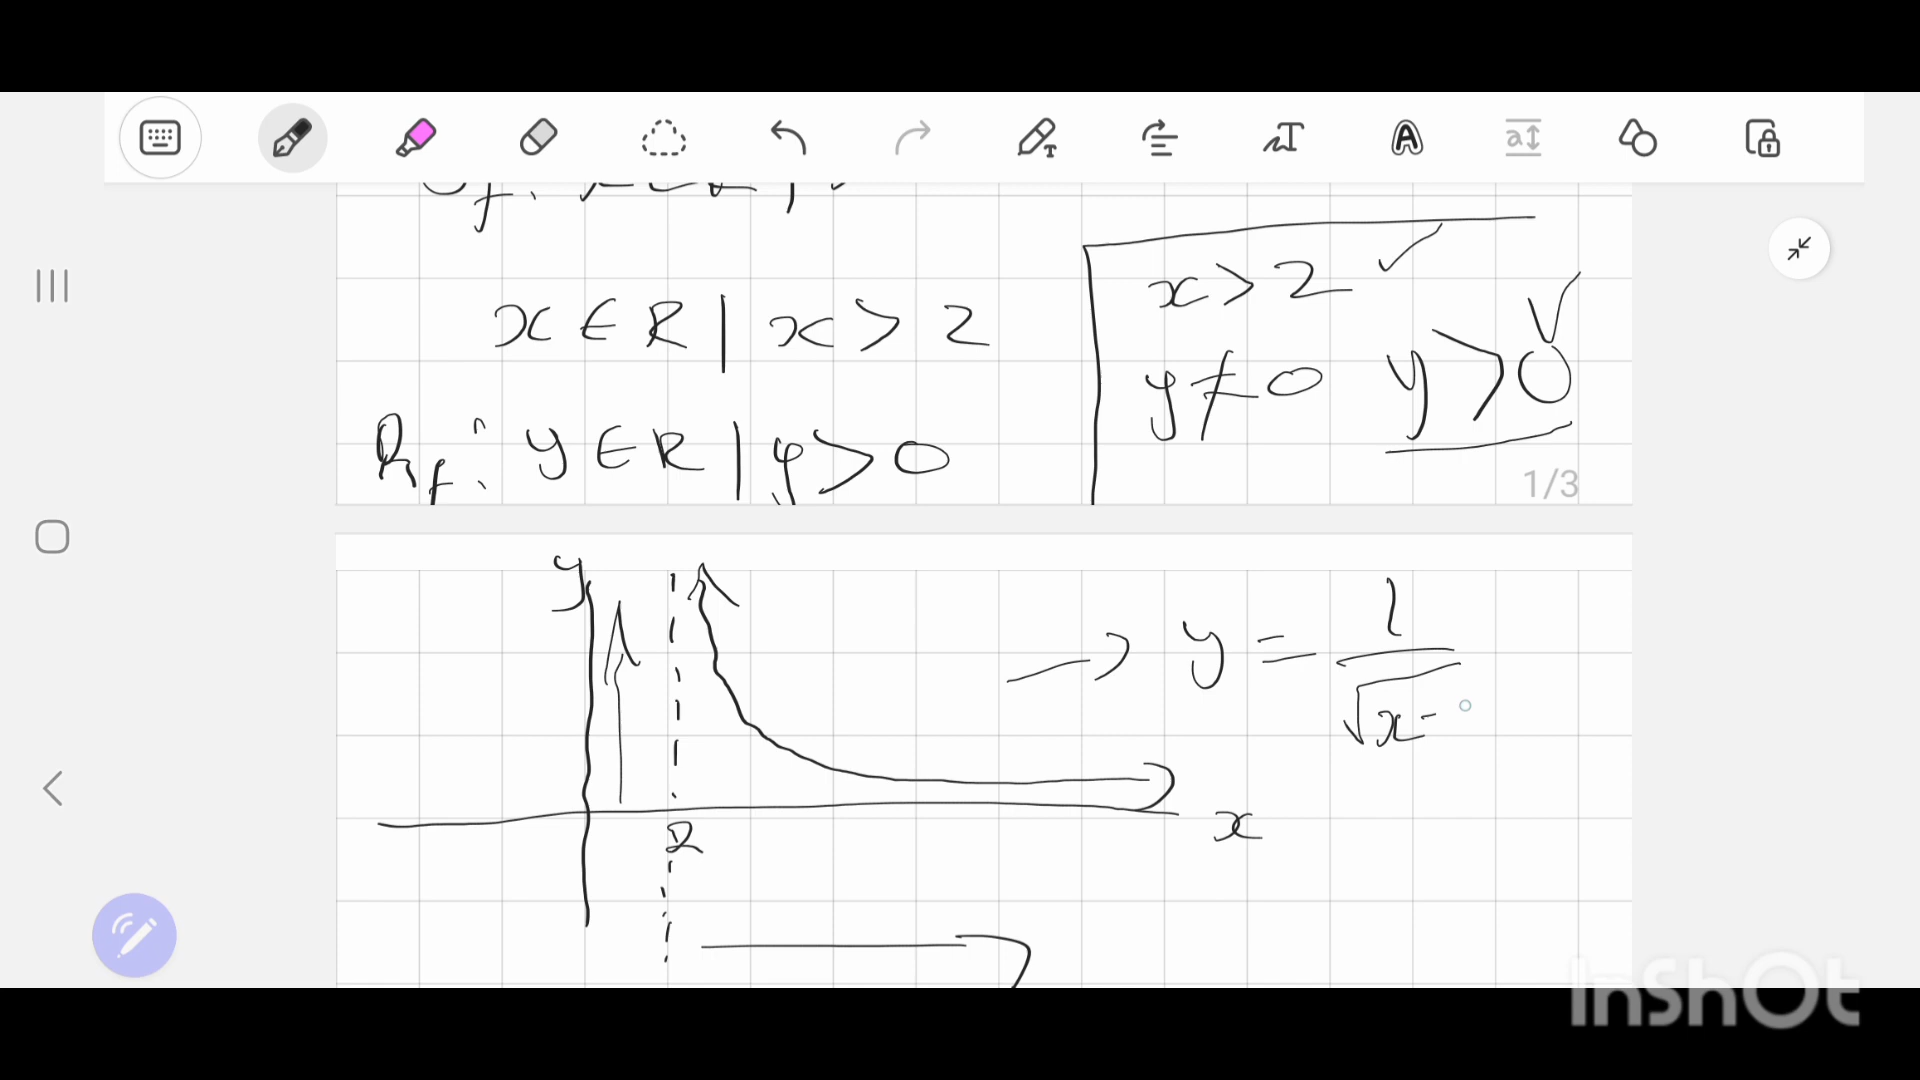 x ∈ R | x > 2
x > 2 ✓
y ≠ 0 y > 0 ✓
R_f : y ∈ R | y > 0
1/3
y
→ y = 1/√x -
2
x
InShOt